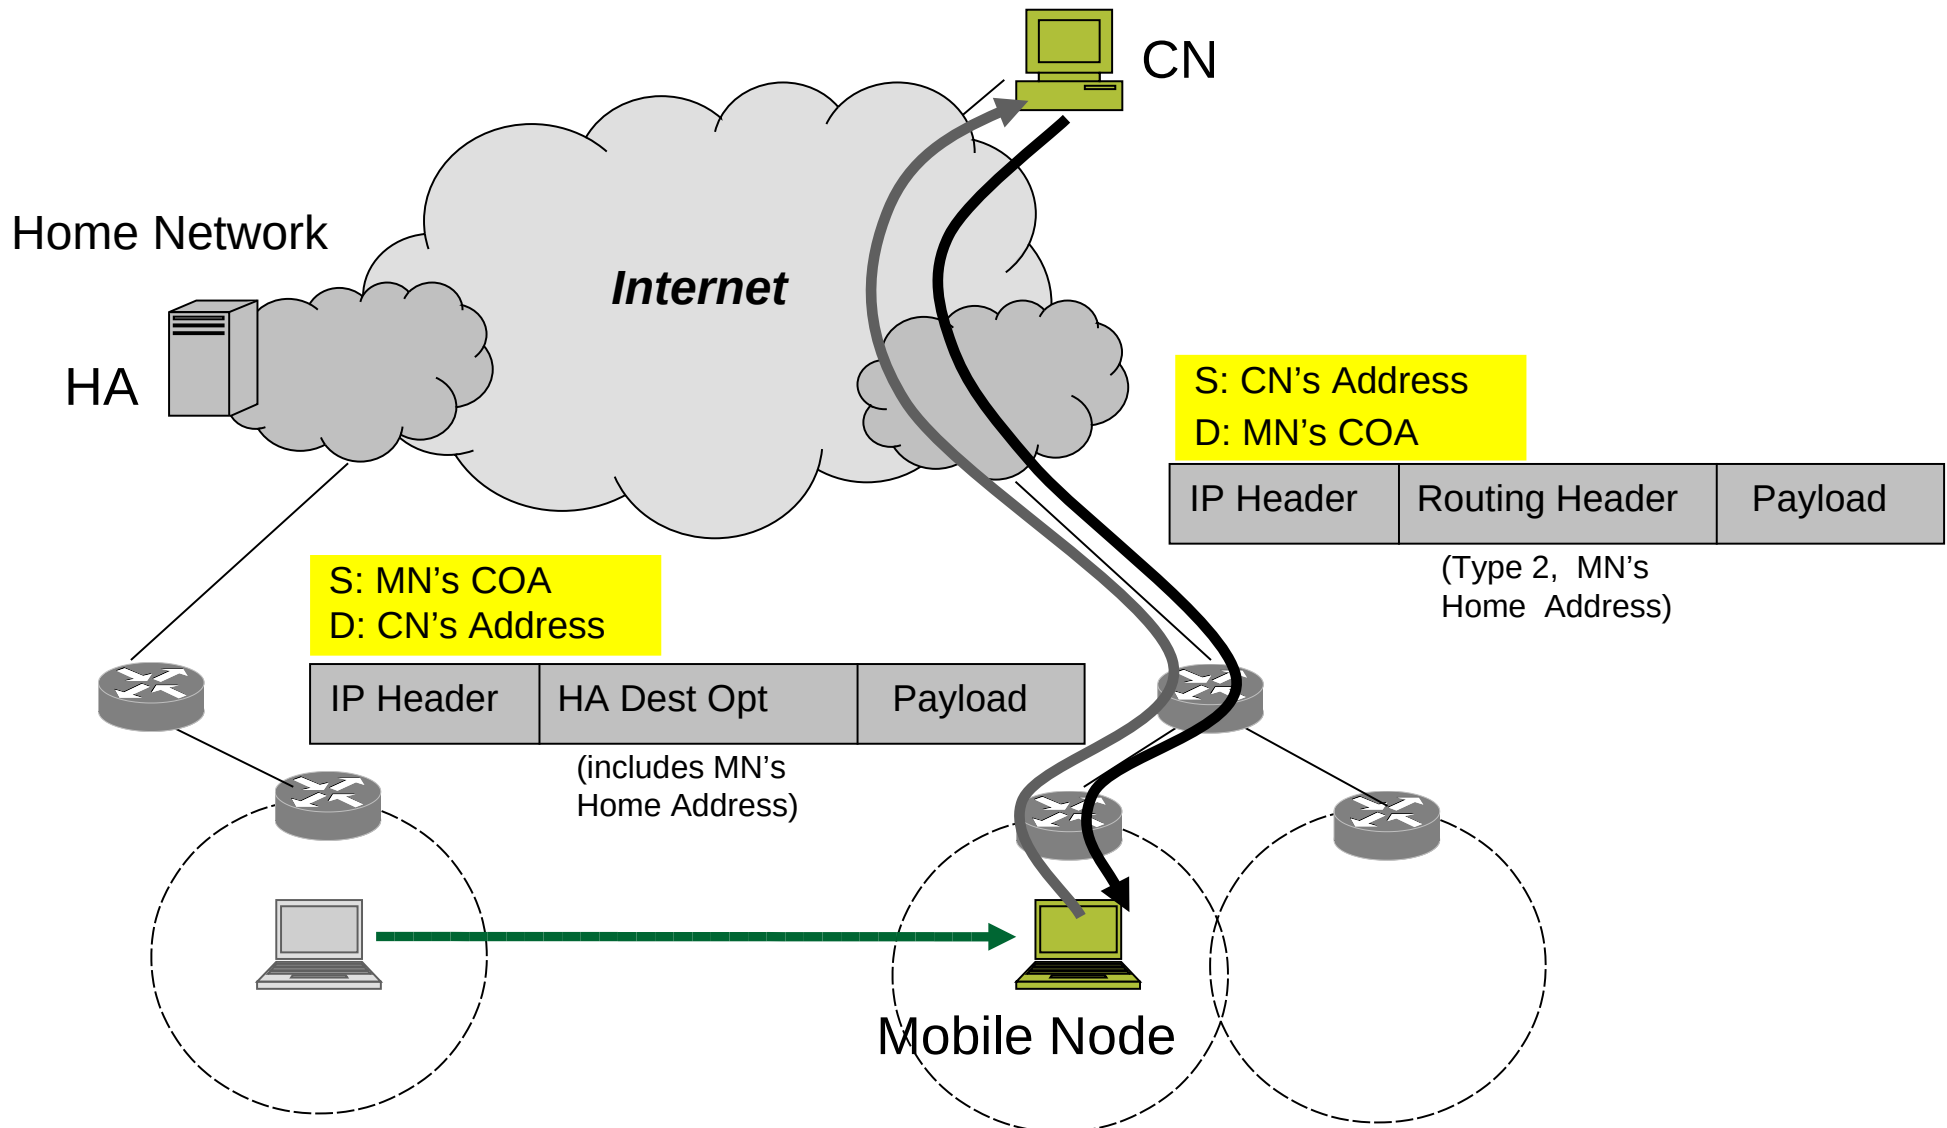 CN
Home Network
Internet
HA
S: CN’s Address
D: MN’s COA
IP Header Routing Header Payload
(Type 2,  MN’s
Home  Address)
S: MN’s COA
D: CN’s Address
IP Header HA Dest Opt Payload
(includes MN’s
Home Address)
Mobile Node